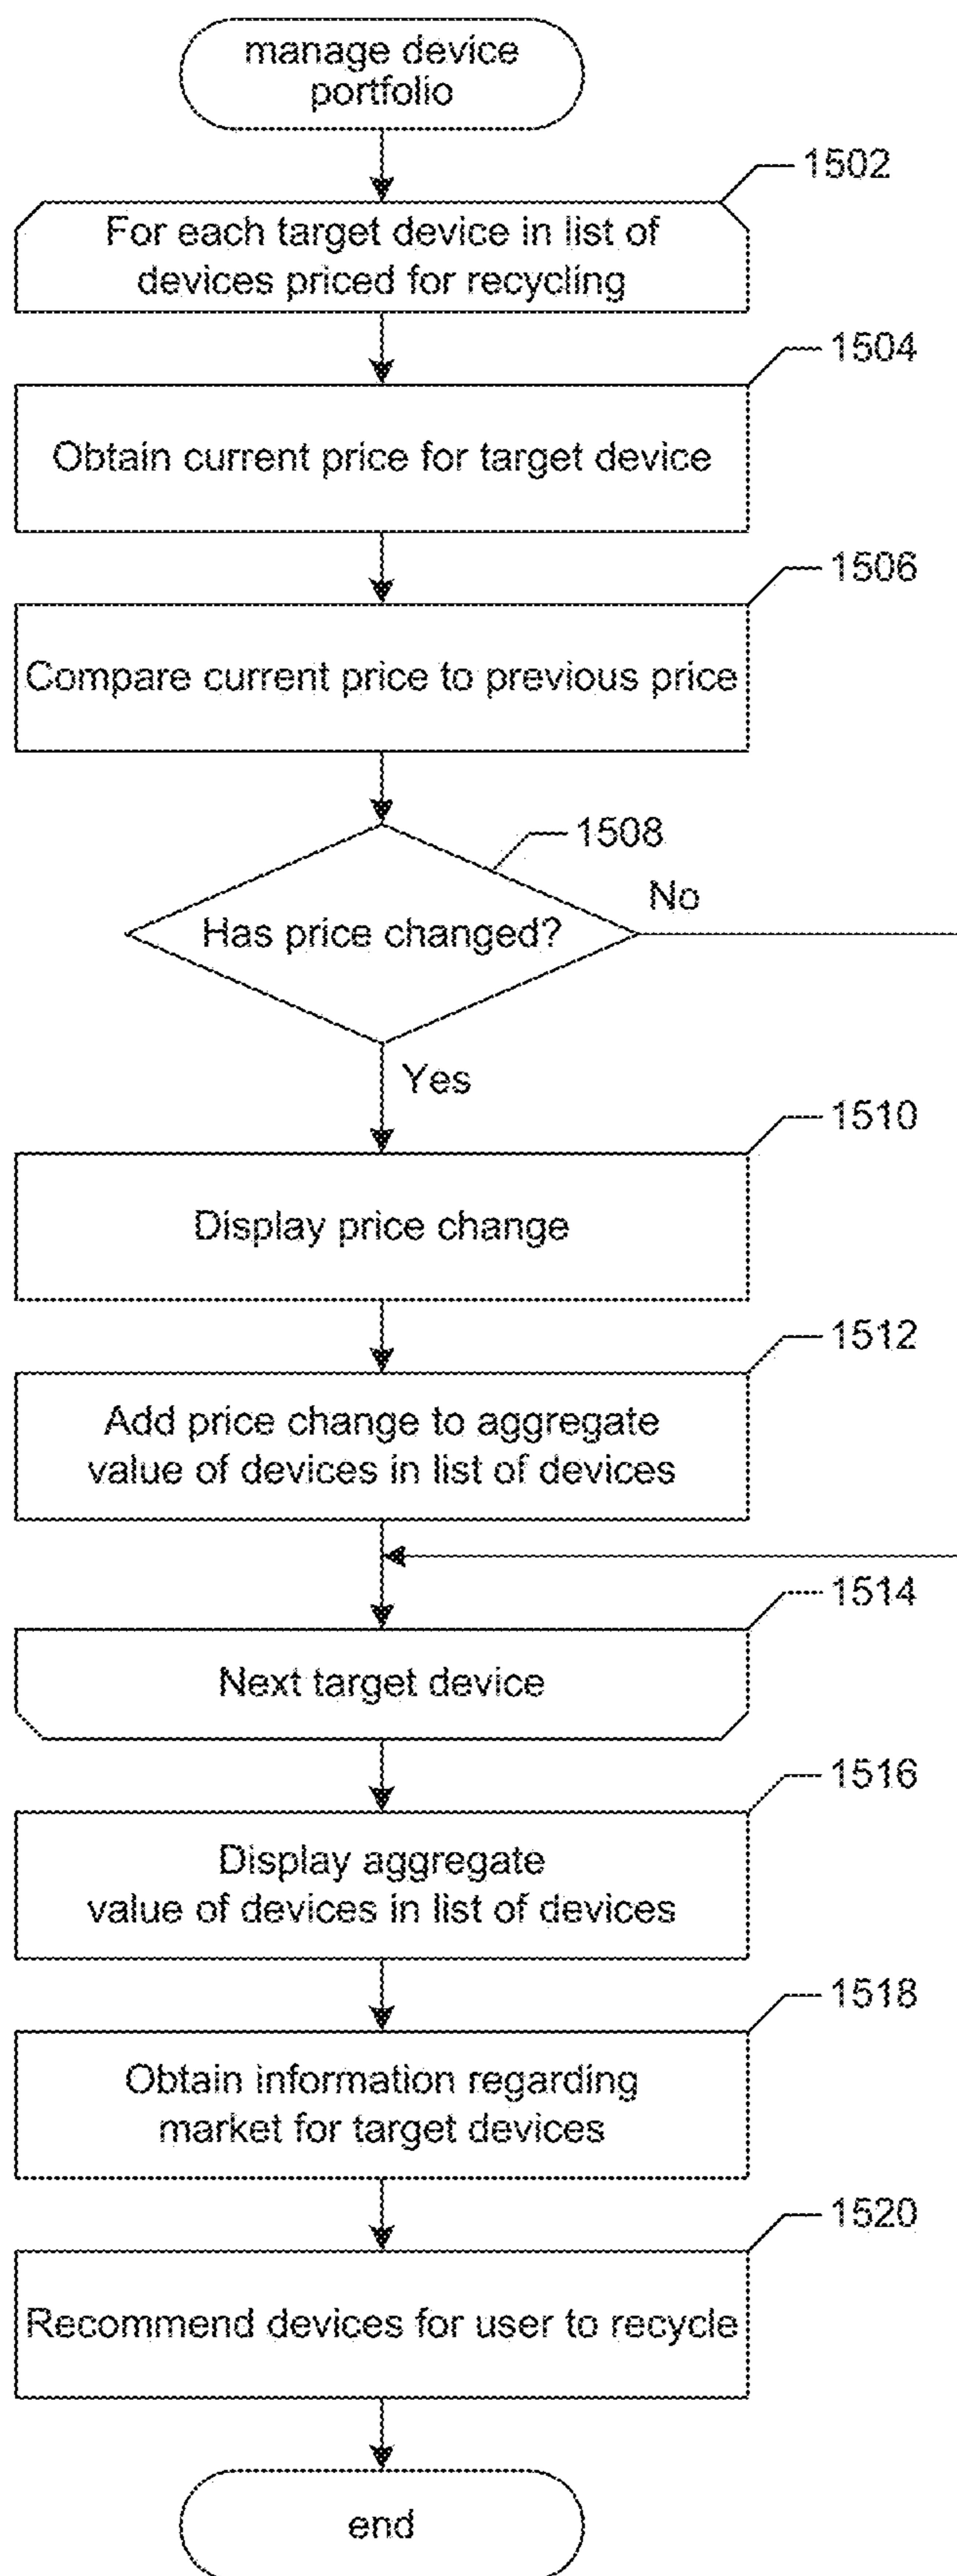 manage device
portfolio
1502
For each target device in list of
devices priced for recycling
1504
Obtain current price for target device
1506
Compare current price to previous price
1508
No
Has price changed?
Yes
1510
Display price change
1512
Add price change to aggregate
value of devices in list of devices
1514
Next target device
1516
Display aggregate
value of devices in list of devices
1518
Obtain information regarding
market for target devices
1520
Recommend devices for user to recycle
end